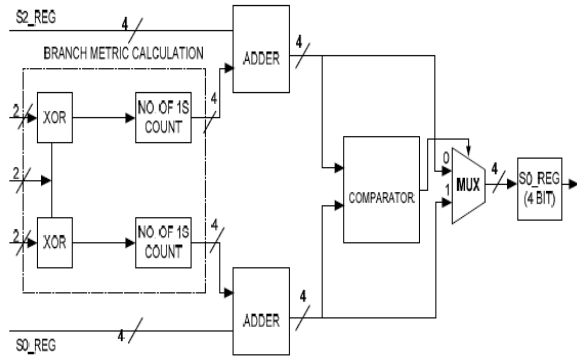 S2_REG
4
BRANCH METRIC CALCULATION
ADDER
4
2
XOR
NO. OF 1S
COUNT
4
2
COMPARATOR
0
1
MUX
4
S0_REG
(4 BIT)
2
XOR
NO. OF 1S
COUNT
4
ADDER
4
4
S0_REG